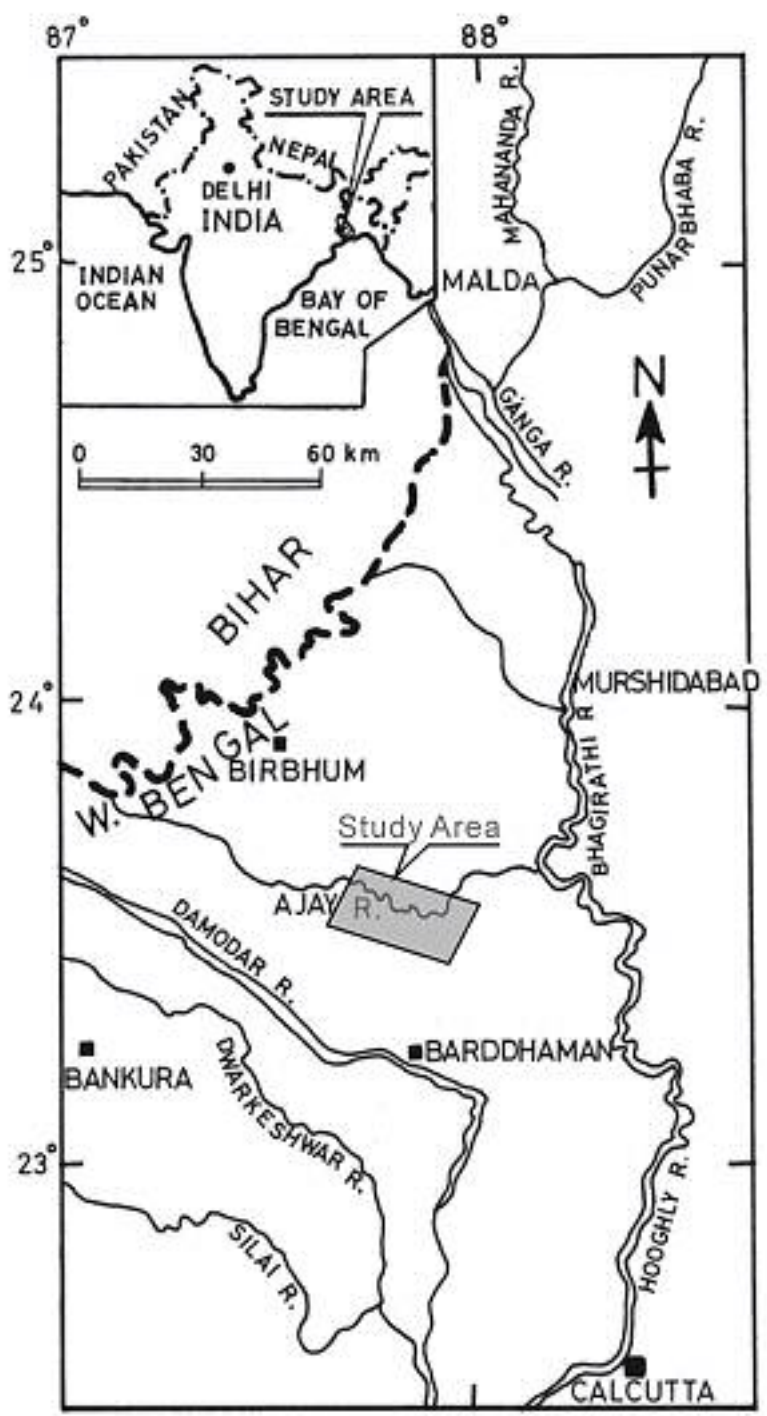 87°
88°
STUDY AREA
PAKISTAN
NEPAL
DELHI
INDIA
INDIAN
OCEAN
BAY OF
BENGAL
MAHANANDA R.
PUNARBHABA R.
25°
MALDA
N
GANGA R.
0 30 60 km
BIHAR
24°
MURSHIDABAD
W. BENGAL
BIRBHUM
BHAGIRATHI R
Study Area
AJAY R.
DAMODAR R.
BARDDHAMAN
BANKURA
DWARKESHWAR R.
23°
HOOGHLY R.
SILAI R.
CALCUTTA